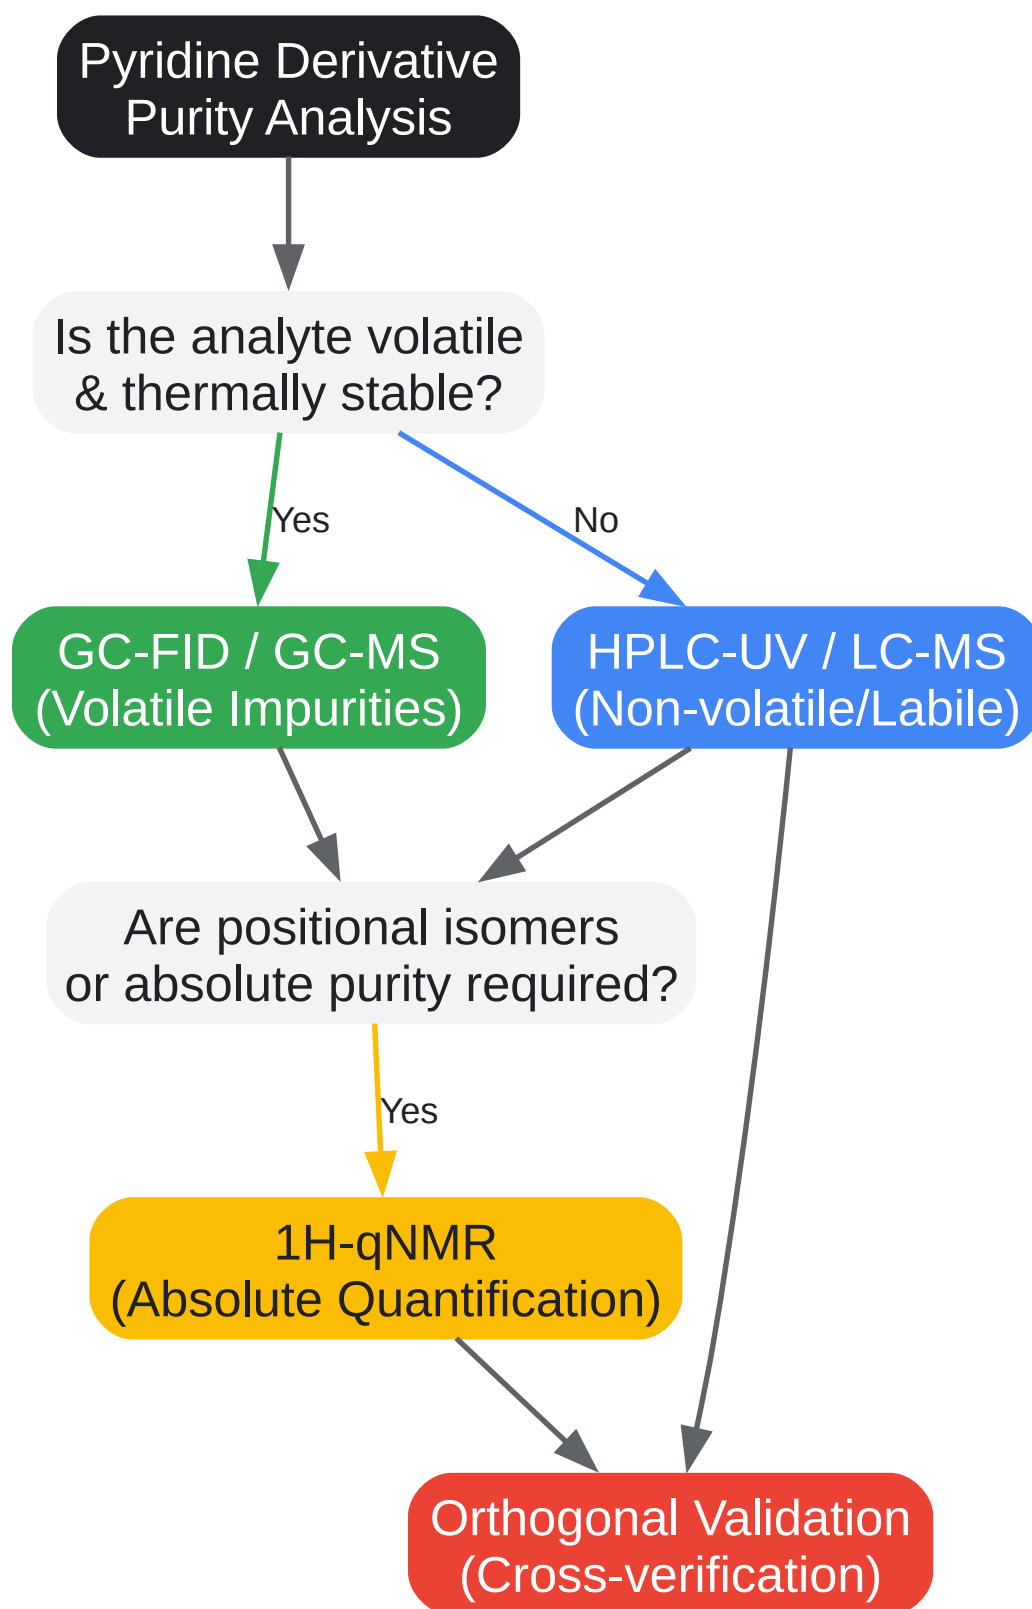 Pyridine Derivative
Purity Analysis
Is the analyte volatile
& thermally stable?
Yes
No
GC-FID / GC-MS
(Volatile Impurities)
HPLC-UV / LC-MS
(Non-volatile/Labile)
Are positional isomers
or absolute purity required?
Yes
1H-qNMR
(Absolute Quantification)
Orthogonal Validation
(Cross-verification)